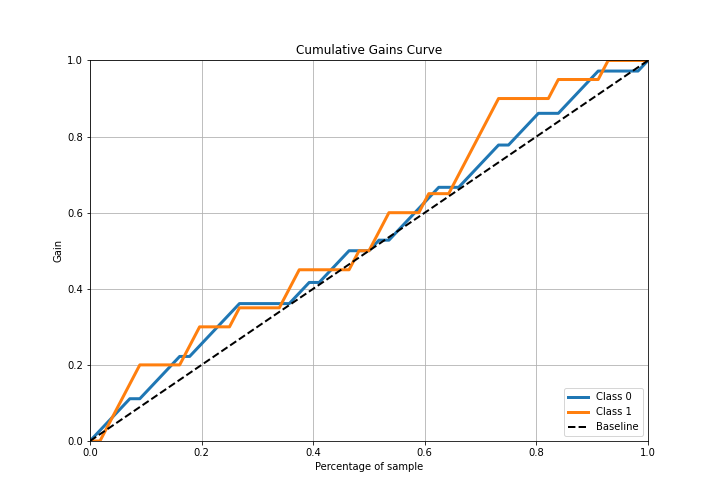 Cumulative Gains Curve
1.0
0.8
0.6
0.4
0.2
0.0
Gain
0.0 0.2 0.4 0.6 0.8 1.0
Percentage of sample
Class 0
Class 1
Baseline